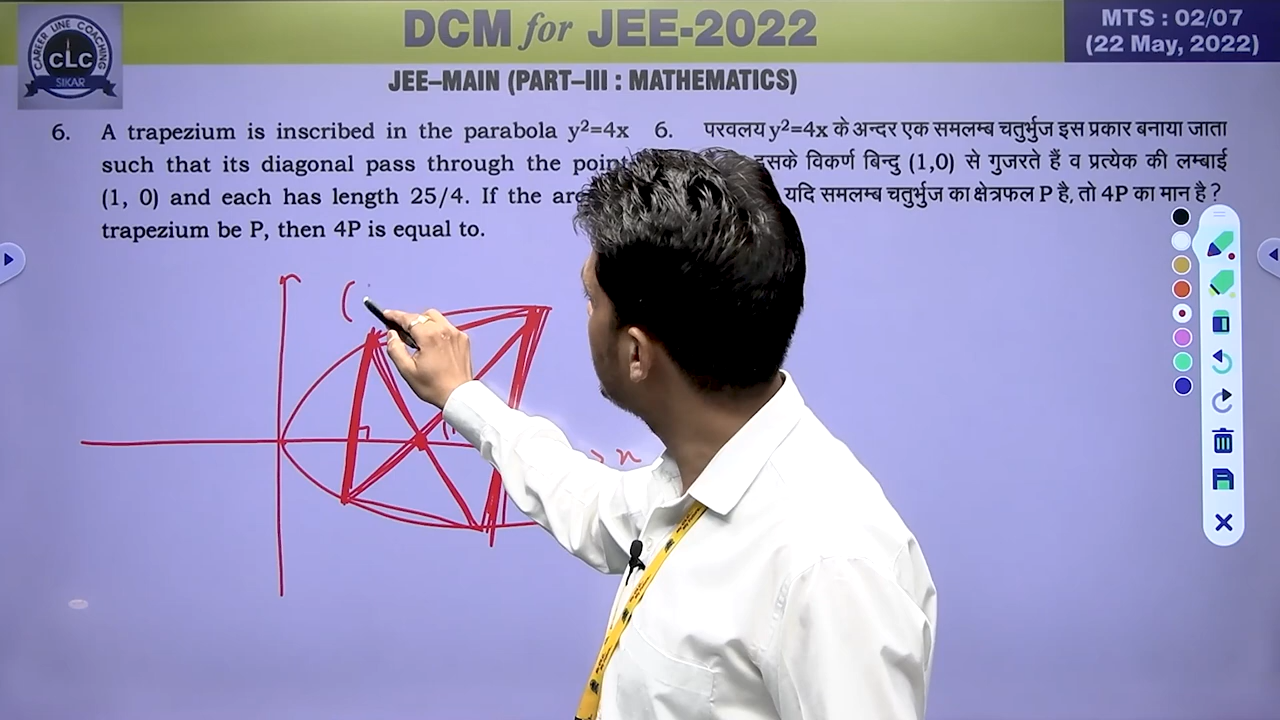 CAREER LINE COACHING
CLC
SIKAR
DCM for JEE-2022
MTS : 02/07
(22 May, 2022)
JEE–MAIN (PART–III : MATHEMATICS)
6. A trapezium is inscribed in the parabola y²=4x
such that its diagonal pass through the point
(1, 0) and each has length 25/4. If the
trapezium be P, then 4P is equal to.
6. परवलय y²=4x के अन्दर एक समलम्ब चतुर्भुज इस प्रकार बनाया जाता
इसके विकर्ण बिन्दु (1,0) से गुजरते हैं व प्रत्येक की लम्बाई
यदि समलम्ब चतुर्भुज का क्षेत्रफल P है, तो 4P का मान है ?
(
x